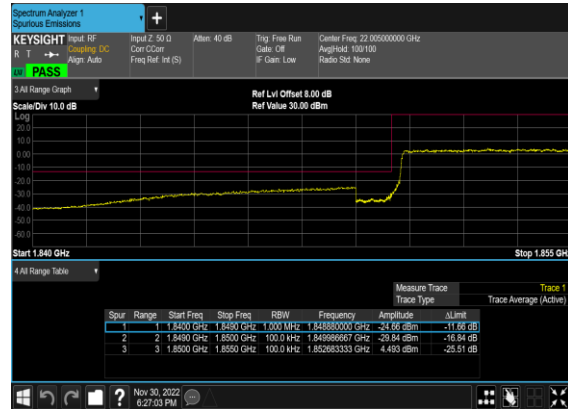 Spectrum Analyzer 1
Spurious Emissions
KEYSIGHT Input: RF Input Z: 50 Ω Atten: 40 dB Trig: Free Run Center Freq: 22.005000000 GHz
R T Coupling: DC Corr CCorr Gate: Off Avg|Hold: 100/100
Align: Auto Freq Ref: Int (S) IF Gain: Low Radio Std: None
LW PASS
3 All Range Graph
Ref Lvl Offset 8.00 dB
Scale/Div 10.0 dB Ref Value 30.00 dBm
Log
20.0
10.0
0.00
-10.0
-20.0
-30.0
-40.0
-50.0
-60.0
Start 1.840 GHz Stop 1.855 GHz
4 All Range Table
Measure Trace Trace 1
Trace Type Trace Average (Active)
Spur Range Start Freq Stop Freq RBW Frequency Amplitude ΔLimit
1 1 1.8400 GHz 1.8490 GHz 1.000 MHz 1.848880000 GHz -24.66 dBm -11.66 dB
2 2 1.8490 GHz 1.8500 GHz 100.0 kHz 1.849986667 GHz -29.84 dBm -16.84 dB
3 3 1.8500 GHz 1.8550 GHz 100.0 kHz 1.852683333 GHz 4.493 dBm -25.51 dB
? Nov 30, 2022
6:27:03 PM